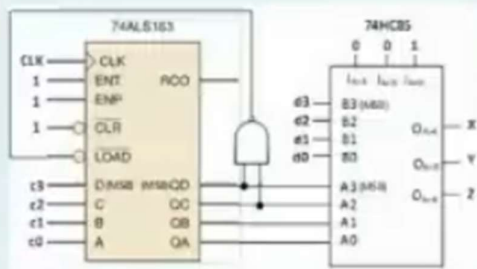 74ALS163
74HC85
CLK
CLK
0 0 1
1
ENT
RCO
1
ENP
d3
B3(MSB)
d2
B2
X
1
CLR
d1
B1
d0
B0
Y
LOAD
c3
D(MSB
(MSB)QD
A3(MSB)
Z
c2
C
QC
A2
c1
B
QB
A1
c0
A
QA
A0